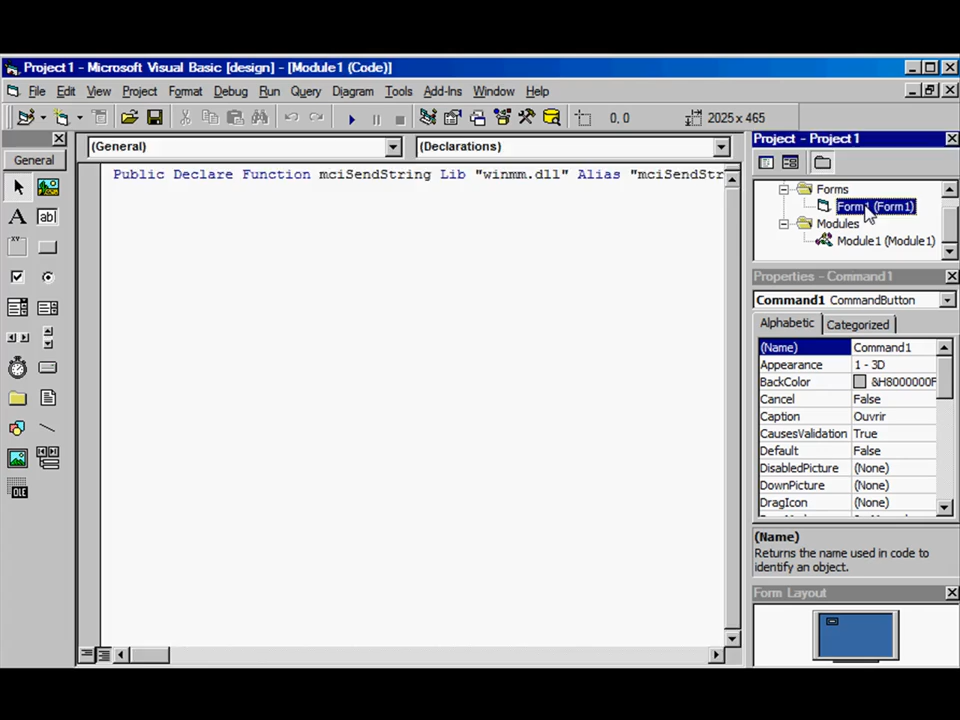 Project1 - Microsoft Visual Basic [design] - [Module1 (Code)]
File Edit View Project Format Debug Run Query Diagram Tools Add-Ins Window Help
0, 0 2025 x 465
General
(General) (Declarations)
Public Declare Function mciSendString Lib "winmm.dll" Alias "mciSendStr
A ab|
XY
OLE
Project - Project1
Forms
Form1 (Form1)
Modules
Module1 (Module1)
Properties - Command1
Command1 CommandButton
Alphabetic Categorized
(Name) Command1
Appearance 1 - 3D
BackColor &H8000000F
Cancel False
Caption Ouvrir
CausesValidation True
Default False
DisabledPicture (None)
DownPicture (None)
DragIcon (None)
(Name)
Returns the name used in code to
identify an object.
Form Layout